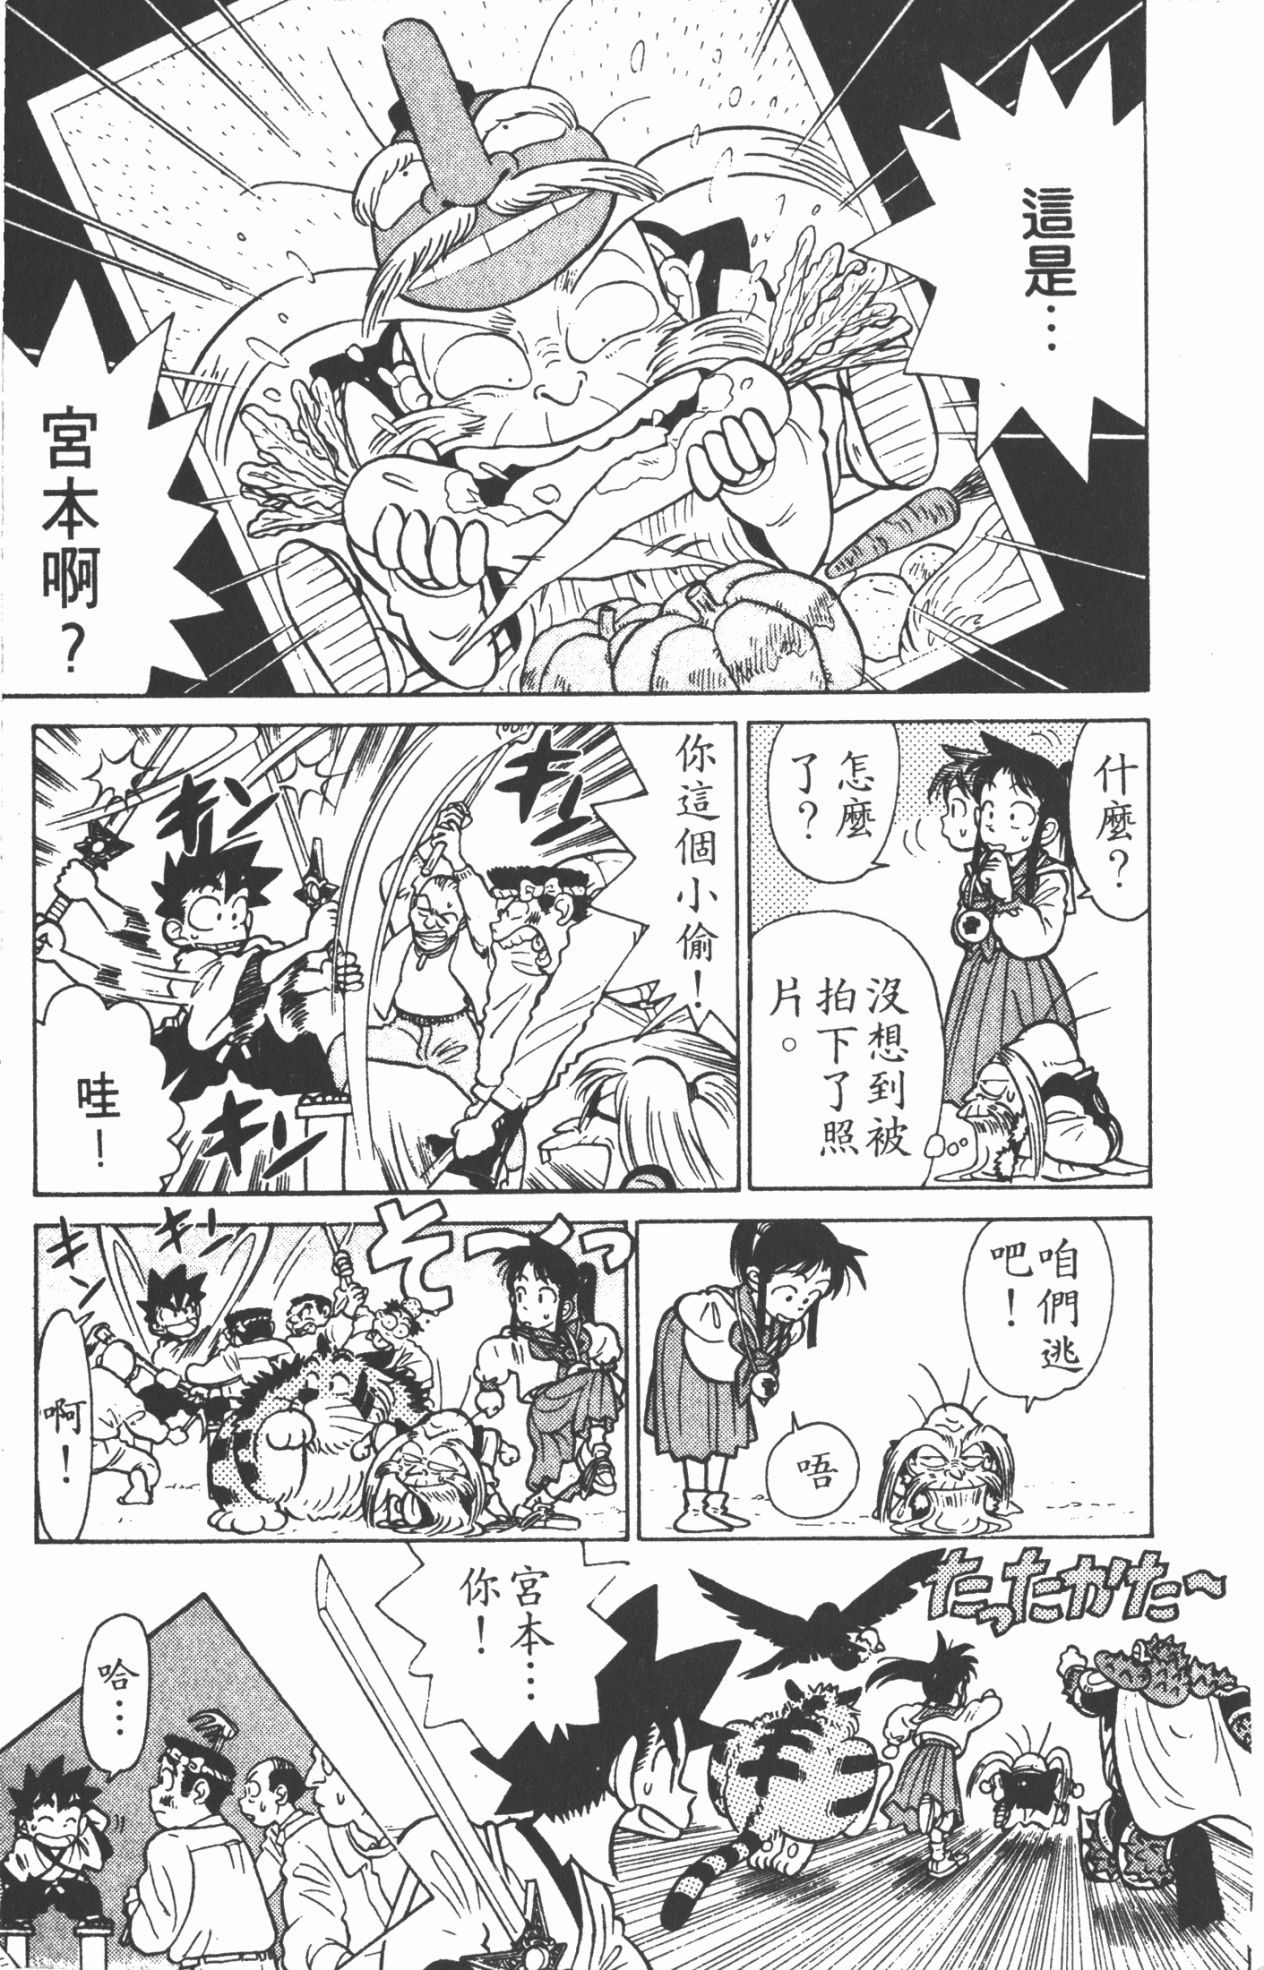 這是…
宮本啊？
什麼？
怎麼
了？
沒想到被
拍下了照
片。
你這個小偷！
キン
キン
キン
哇！
咱們逃
吧！
唔
そ～っ
キン
キン
啊！
たったかた～
宮本…
你！
哈…